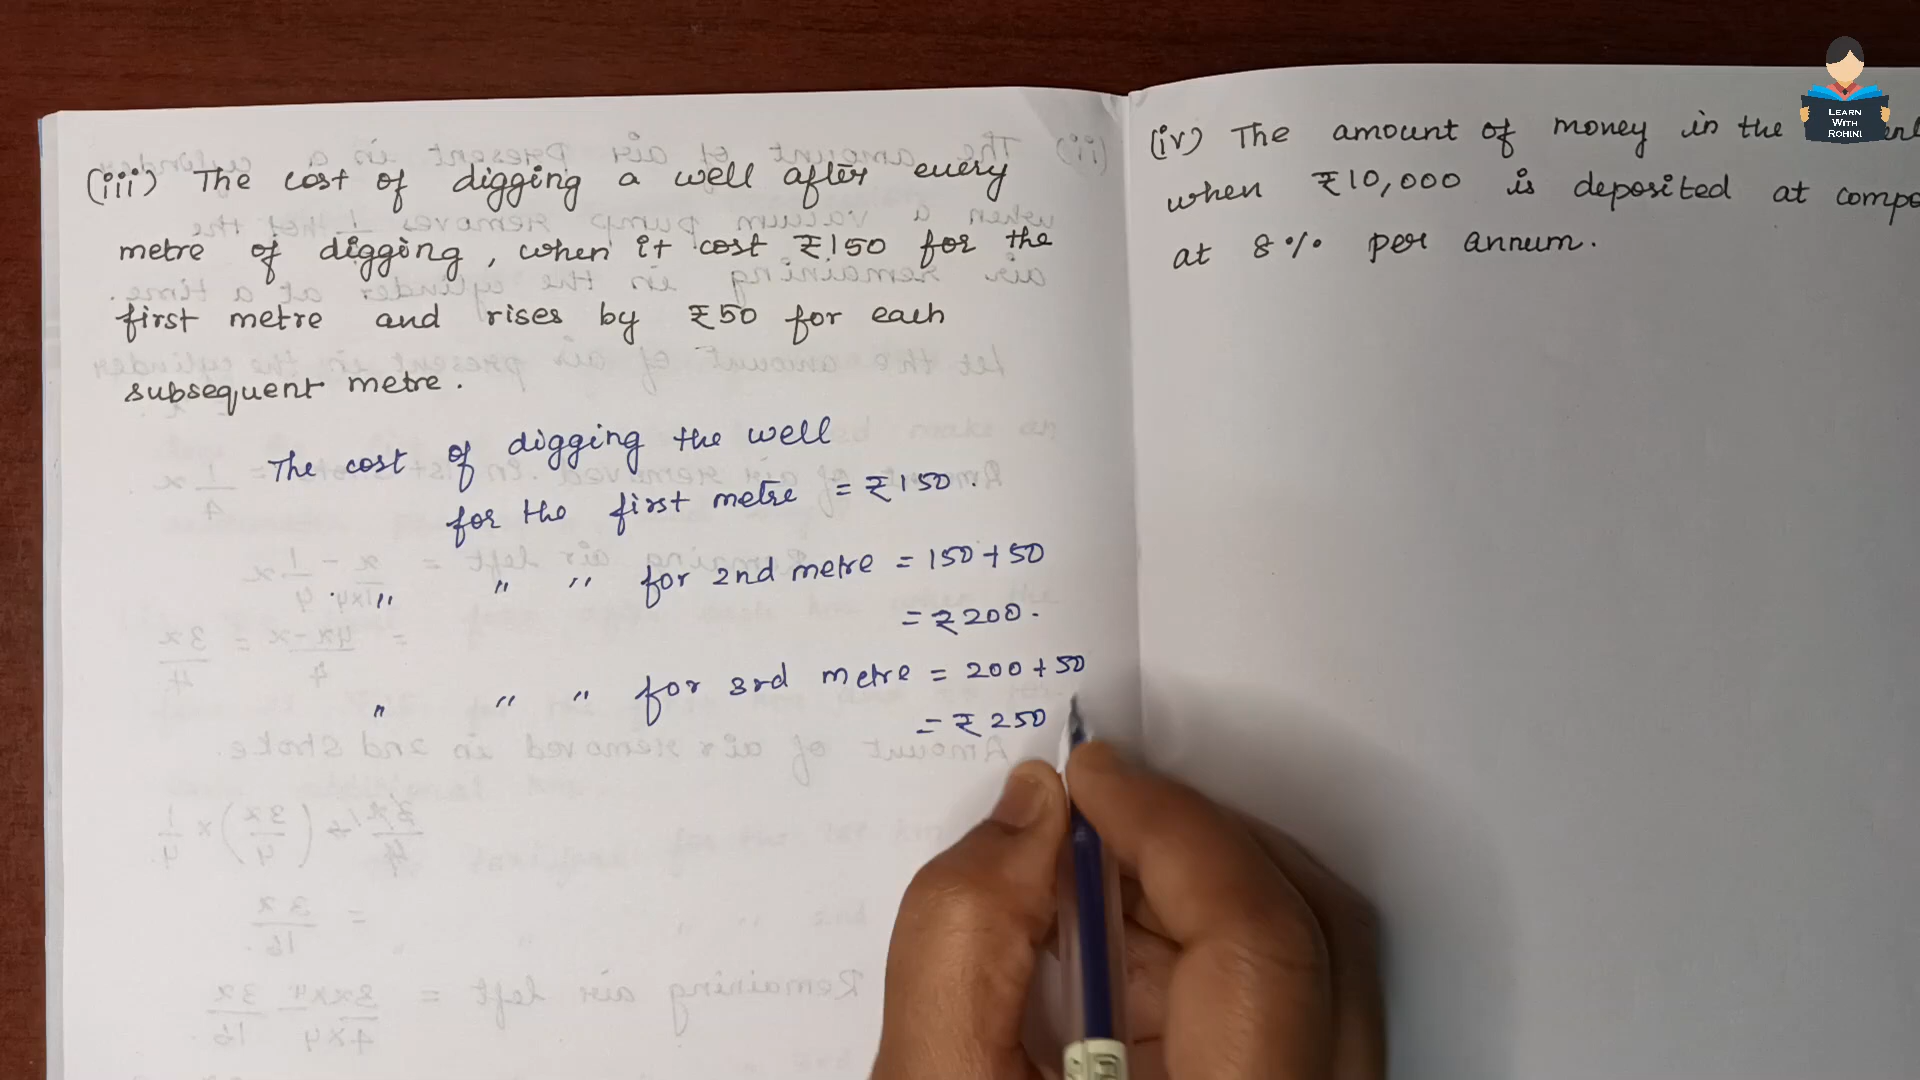 (iii) The cost of digging a well after every
metre of digging, when it cost ₹150 for the
first metre and rises by ₹50 for each
subsequent metre.
The cost of digging the well
for the first metre = ₹150.
" " " for 2nd metre = 150+50
= ₹200.
" " " for 3rd metre = 200+50
= ₹250
(iv) The amount of money in the
when ₹10,000 is deposited at compo
at 8% per annum.
LEARN
WITH
ROHINI